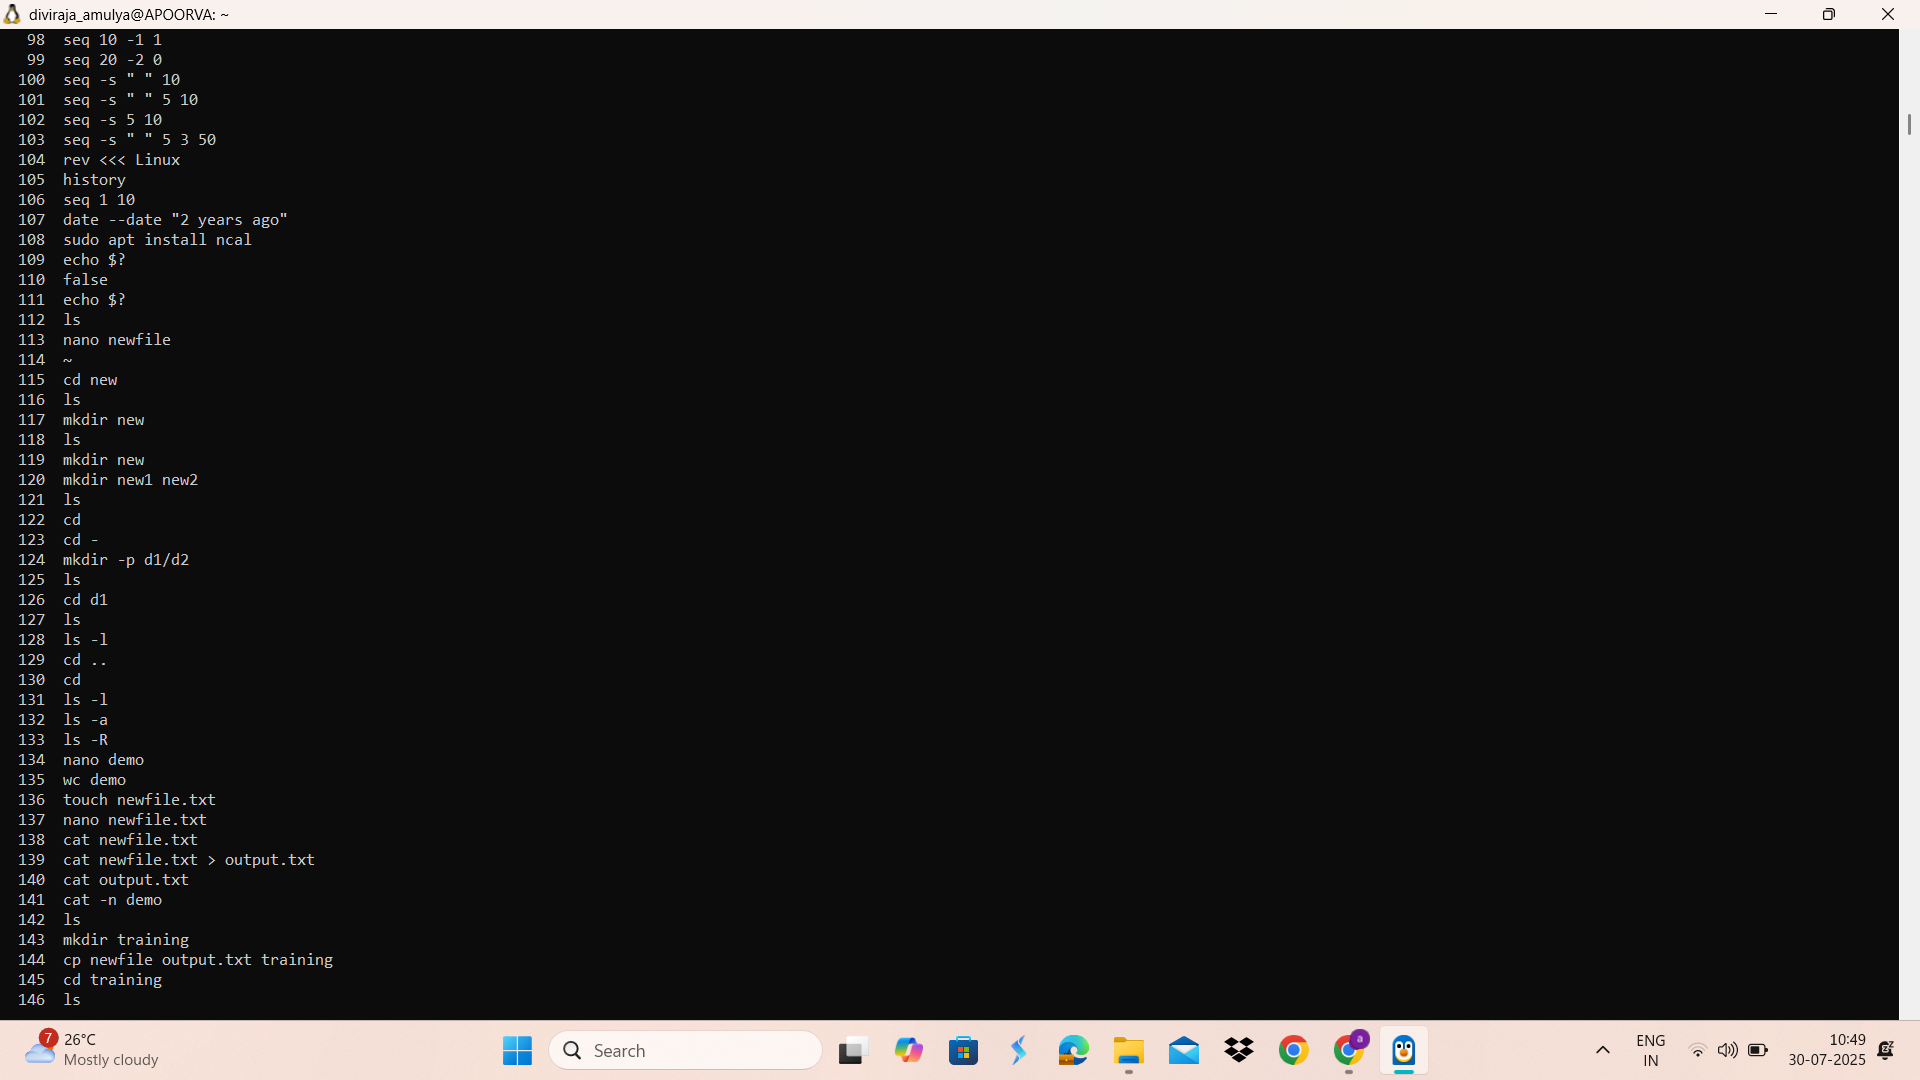 diviraja_amulya@APOORVA: ~
98 seq 10 -1 1
99 seq 20 -2 0
100 seq -s " " 10
101 seq -s " " 5 10
102 seq -s 5 10
103 seq -s " " 5 3 50
104 rev <<< Linux
105 history
106 seq 1 10
107 date --date "2 years ago"
108 sudo apt install ncal
109 echo $?
110 false
111 echo $?
112 ls
113 nano newfile
114 ~
115 cd new
116 ls
117 mkdir new
118 ls
119 mkdir new
120 mkdir new1 new2
121 ls
122 cd
123 cd -
124 mkdir -p d1/d2
125 ls
126 cd d1
127 ls
128 ls -l
129 cd ..
130 cd
131 ls -l
132 ls -a
133 ls -R
134 nano demo
135 wc demo
136 touch newfile.txt
137 nano newfile.txt
138 cat newfile.txt
139 cat newfile.txt > output.txt
140 cat output.txt
141 cat -n demo
142 ls
143 mkdir training
144 cp newfile output.txt training
145 cd training
146 ls
7
26°C
Mostly cloudy
Search
a
ENG
IN
10:49
30-07-2025